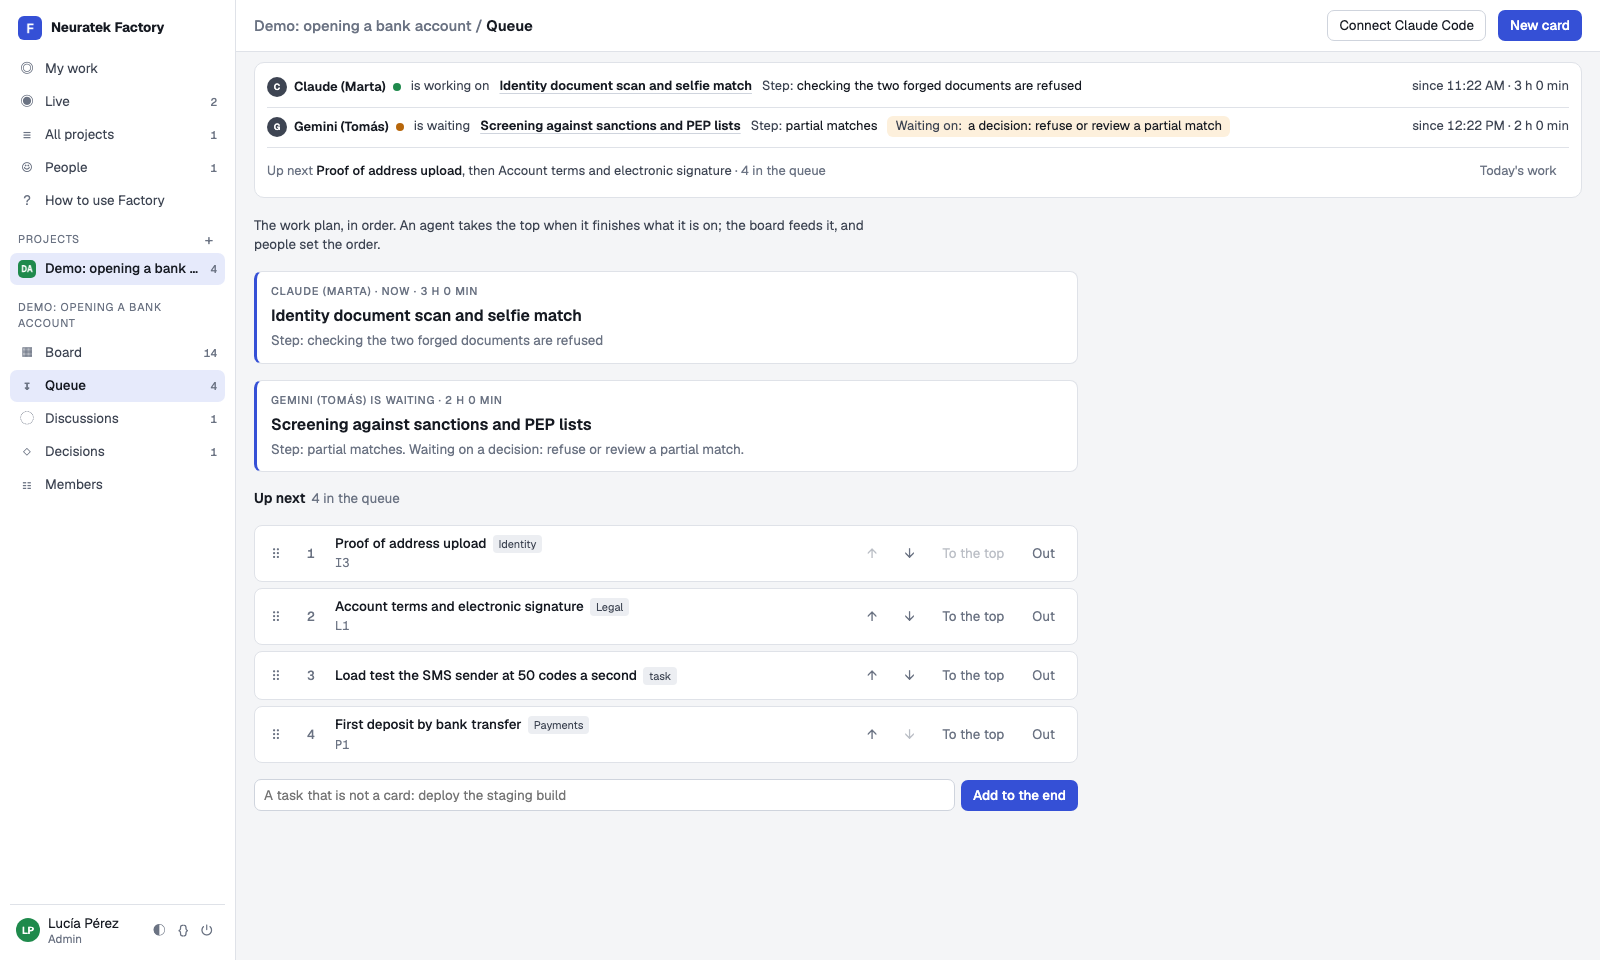 F Neuratek Factory
My work
Live 2
All projects 1
People 1
? How to use Factory
PROJECTS +
DA Demo: opening a bank ... 4
DEMO: OPENING A BANK
ACCOUNT
Board 14
Queue 4
Discussions 1
Decisions 1
Members
LP Lucía Pérez
Admin
{}
Demo: opening a bank account / Queue
Connect Claude Code
New card
C Claude (Marta) is working on Identity document scan and selfie match Step: checking the two forged documents are refused since 11:22 AM · 3 h 0 min
G Gemini (Tomás) is waiting Screening against sanctions and PEP lists Step: partial matches Waiting on: a decision: refuse or review a partial match since 12:22 PM · 2 h 0 min
Up next Proof of address upload, then Account terms and electronic signature · 4 in the queue Today's work
The work plan, in order. An agent takes the top when it finishes what it is on; the board feeds it, and
people set the order.
CLAUDE (MARTA) · NOW · 3 H 0 MIN
Identity document scan and selfie match
Step: checking the two forged documents are refused
GEMINI (TOMÁS) IS WAITING · 2 H 0 MIN
Screening against sanctions and PEP lists
Step: partial matches. Waiting on a decision: refuse or review a partial match.
Up next 4 in the queue
1 Proof of address upload Identity ↑ ↓ To the top Out
I3
2 Account terms and electronic signature Legal ↑ ↓ To the top Out
L1
3 Load test the SMS sender at 50 codes a second task ↑ ↓ To the top Out
4 First deposit by bank transfer Payments ↑ ↓ To the top Out
P1
A task that is not a card: deploy the staging build
Add to the end